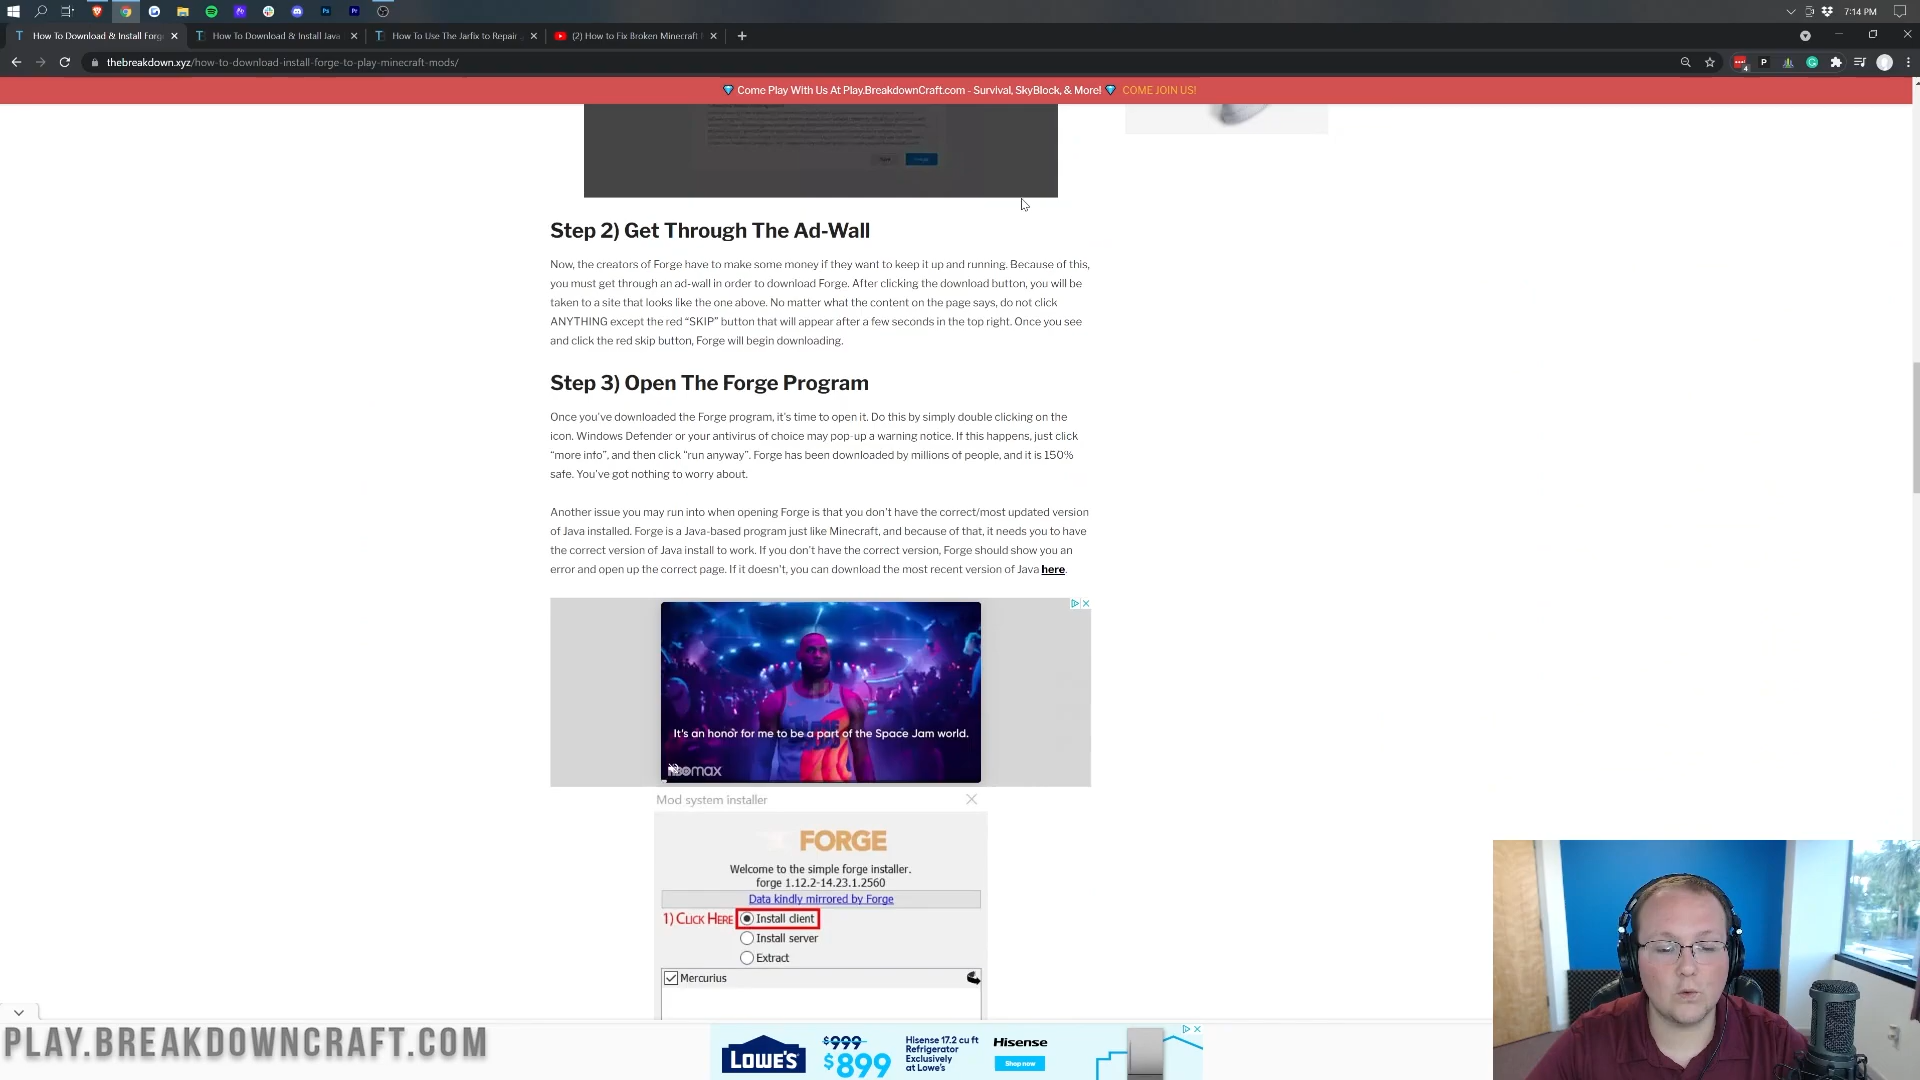 7:14 PM
How To Download & Install Forg
How To Download & Install Java
How To Use The Jarfix to Repair
(2) How to Fix Broken Minecraft
thebreakdown.xyz/how-to-download-install-forge-to-play-minecraft-mods/
Come Play With Us At Play.BreakdownCraft.com - Survival, SkyBlock, & More! COME JOIN US!
Step 2) Get Through The Ad-Wall
Now, the creators of Forge have to make some money if they want to keep it up and running. Because of this,
you must get through an ad-wall in order to download Forge. After clicking the download button, you will be
taken to a site that looks like the one above. No matter what the content on the page says, do not click
ANYTHING except the red “SKIP” button that will appear after a few seconds in the top right. Once you see
and click the red skip button, Forge will begin downloading.
Step 3) Open The Forge Program
Once you’ve downloaded the Forge program, it’s time to open it. Do this by simply double clicking on the
icon. Windows Defender or your antivirus of choice may pop-up a warning notice. If this happens, just click
“more info”, and then click “run anyway”. Forge has been downloaded by millions of people, and it is 150%
safe. You’ve got nothing to worry about.
Another issue you may run into when opening Forge is that you don’t have the correct/most updated version
of Java installed. Forge is a Java-based program just like Minecraft, and because of that, it needs you to have
the correct version of Java install to work. If you don’t have the correct version, Forge should show you an
error and open up the correct page. If it doesn’t, you can download the most recent version of Java here.
It's an honor for me to be a part of the Space Jam world.
HBOmax
Mod system installer
FORGE
Welcome to the simple forge installer.
forge 1.12.2-14.23.1.2560
Data kindly mirrored by Forge
1) CLICK HERE Install client
Install server
Extract
Mercurius
PLAY.BREAKDOWNCRAFT.COM
LOWE'S
$999
$899
Hisense 17.2 cu ft
Refrigerator
Exclusively
at Lowe's
Hisense
Shop now